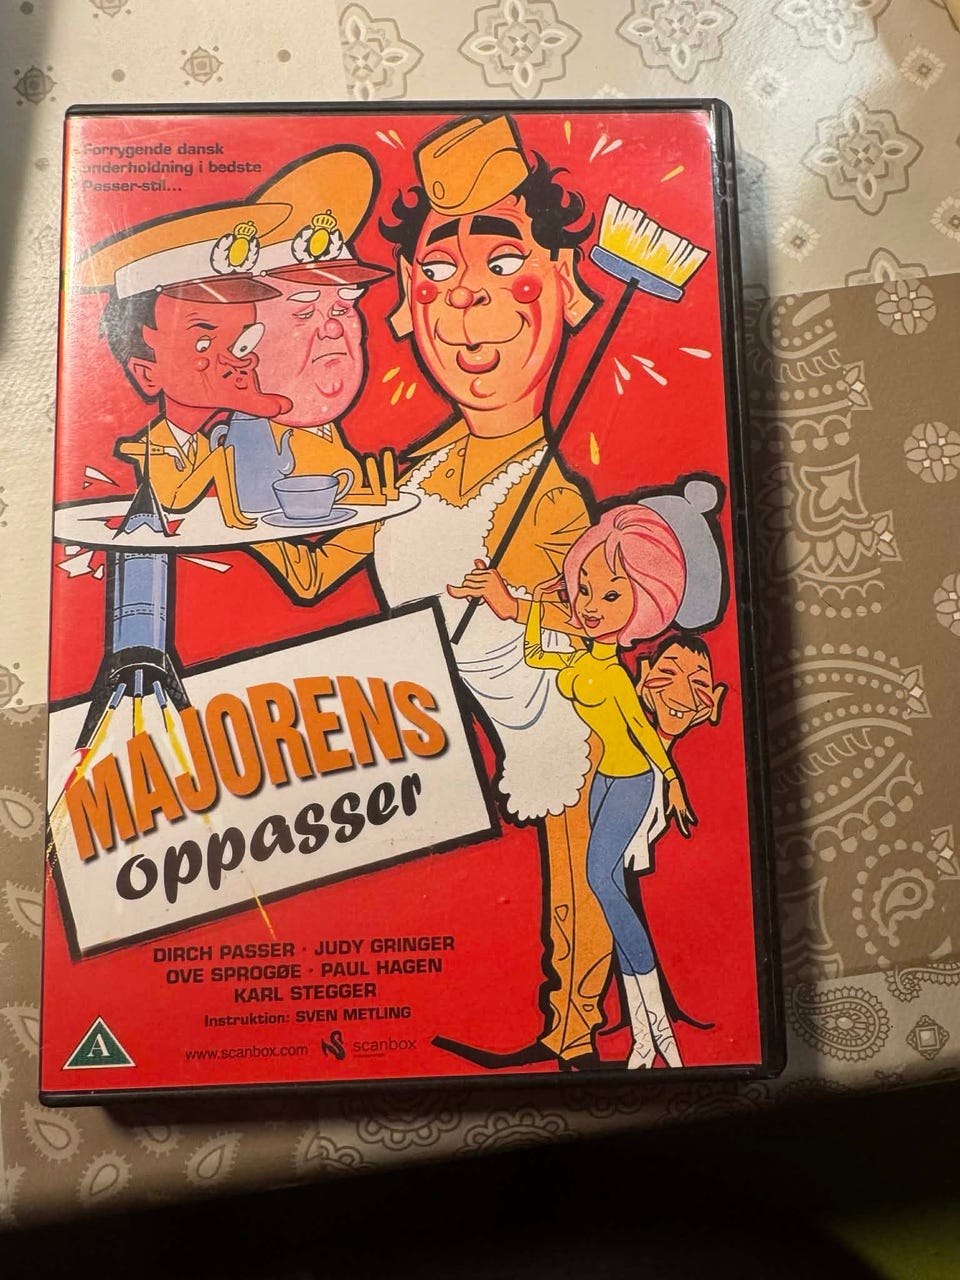 Forrygende dansk
underholdning i bedste
Passer-stil...
MAJORENS
oppasser
DIRCH PASSER · JUDY GRINGER
OVE SPROGØE · PAUL HAGEN
KARL STEGGER
Instruktion: SVEN METLING
A
www.scanbox.com scanbox